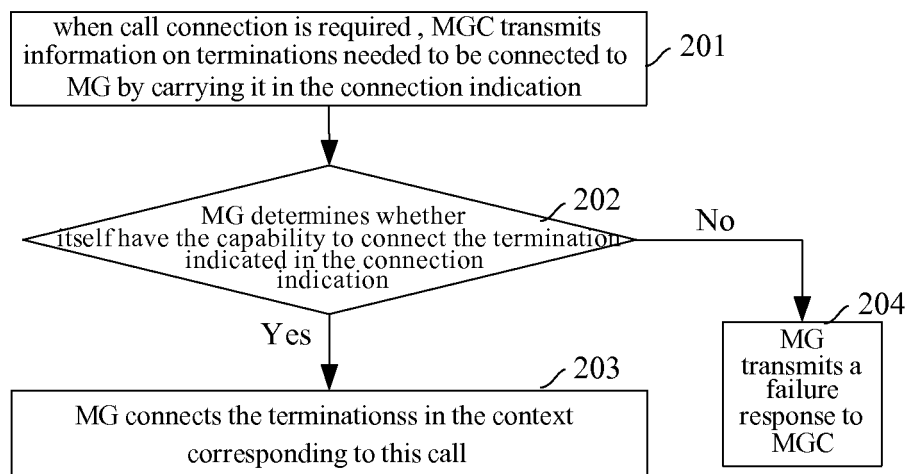 when call connection is required , MGC transmits
information on terminations needed to be connected to
MG by carrying it in the connection indication
201
MG determines whether
itself have the capability to connect the termination
indicated in the connection
indication
202
No
Yes
204
MG
transmits a
failure
response to
MGC
203
MG connects the terminationss in the context
corresponding to this call